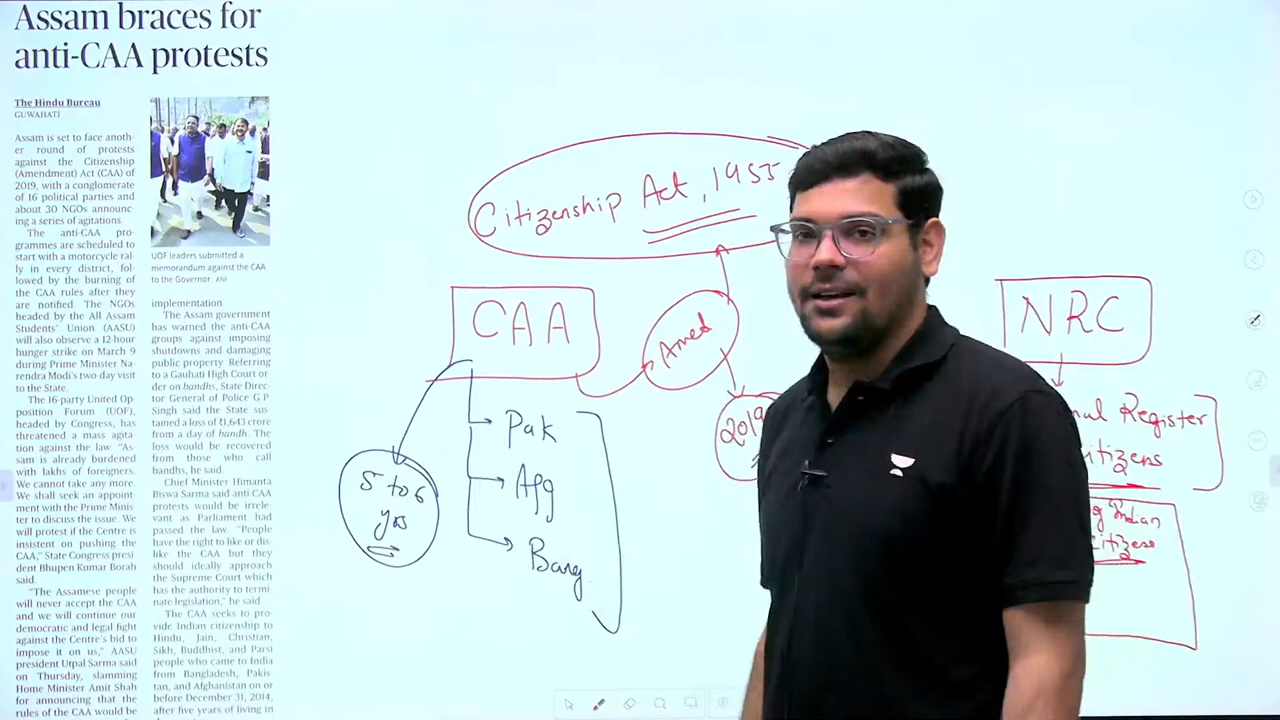 Assam braces for
anti-CAA protests
The Hindu Bureau
GUWAHATI
Assam is set to face anoth-
er round of protests
against the Citizenship
(Amendment) Act (CAA) of
2019, with a conglomerate
of 16 political parties and
about 30 NGOs announc-
ing a series of agitations.
The anti-CAA pro-
grammes are scheduled to
start with a motorcycle ral-
ly in every district, fol-
lowed by the burning of
the CAA rules after they
are notified. The NGOs
headed by the All Assam
Students' Union (AASU)
will also observe a 12-hour
hunger strike on March 9
during Prime Minister Na-
rendra Modi's two-day visit
to the State.
The 16-party United Op-
position Forum (UOF),
headed by Congress, has
threatened a mass agita-
tion against the law. "As-
sam is already burdened
with lakhs of foreigners.
We cannot take any more.
We shall seek an appoint-
ment with the Prime Minis-
ter to discuss the issue. We
will protest if the Centre is
insistent on pushing the
CAA," State Congress presi-
dent Bhupen Kumar Borah
said.
"The Assamese people
will never accept the CAA
and we will continue our
democratic and legal fight
against the Centre's bid to
impose it on us," AASU
president Utpal Sarma said
on Thursday, slamming
Home Minister Amit Shah
for announcing that the
rules of the CAA would be
UOF leaders submitted a
memorandum against the CAA
to the Governor. ANI
implementation.
The Assam government
has warned the anti-CAA
groups against imposing
shutdowns and damaging
public property. Referring
to a Gauhati High Court or-
der on bandhs, State Direc-
tor General of Police G.P.
Singh said the State sus-
tained a loss of ₹1,643 crore
from a day of bandh. The
loss would be recovered
from those who call
bandhs, he said.
Chief Minister Himanta
Biswa Sarma said anti-CAA
protests would be irrele-
vant as Parliament had
passed the law. "People
have the right to like or dis-
like the CAA but they
should ideally approach
the Supreme Court which
has the authority to termi-
nate legislation," he said.
The CAA seeks to pro-
vide Indian citizenship to
Hindu, Jain, Christian,
Sikh, Buddhist, and Parsi
people who came to India
from Bangladesh, Pakis-
tan, and Afghanistan on or
before December 31, 2014,
after five years of living in
Citizenship Act, 1955
CAA
Amed
2019
Pak
Afg
Bang
5 to 6
yrs
NRC
nal Register
itizens
g Indian
itizese